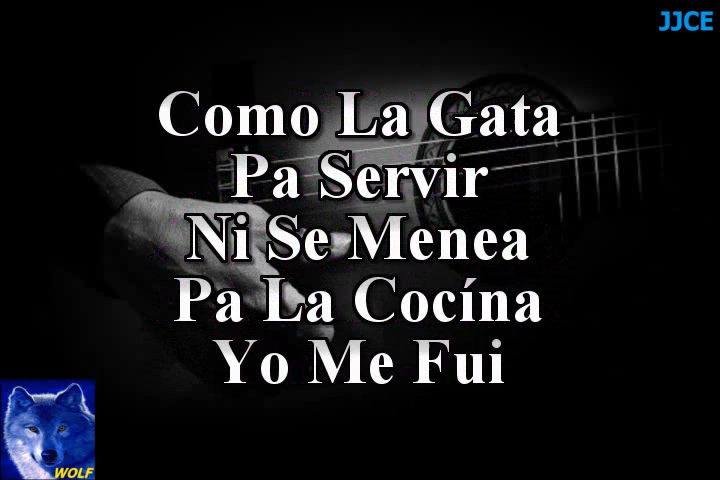 JJCE
Como La Gata
Pa Servir
Ni Se Menea
Pa La Cocína
Yo Me Fui
WOLF